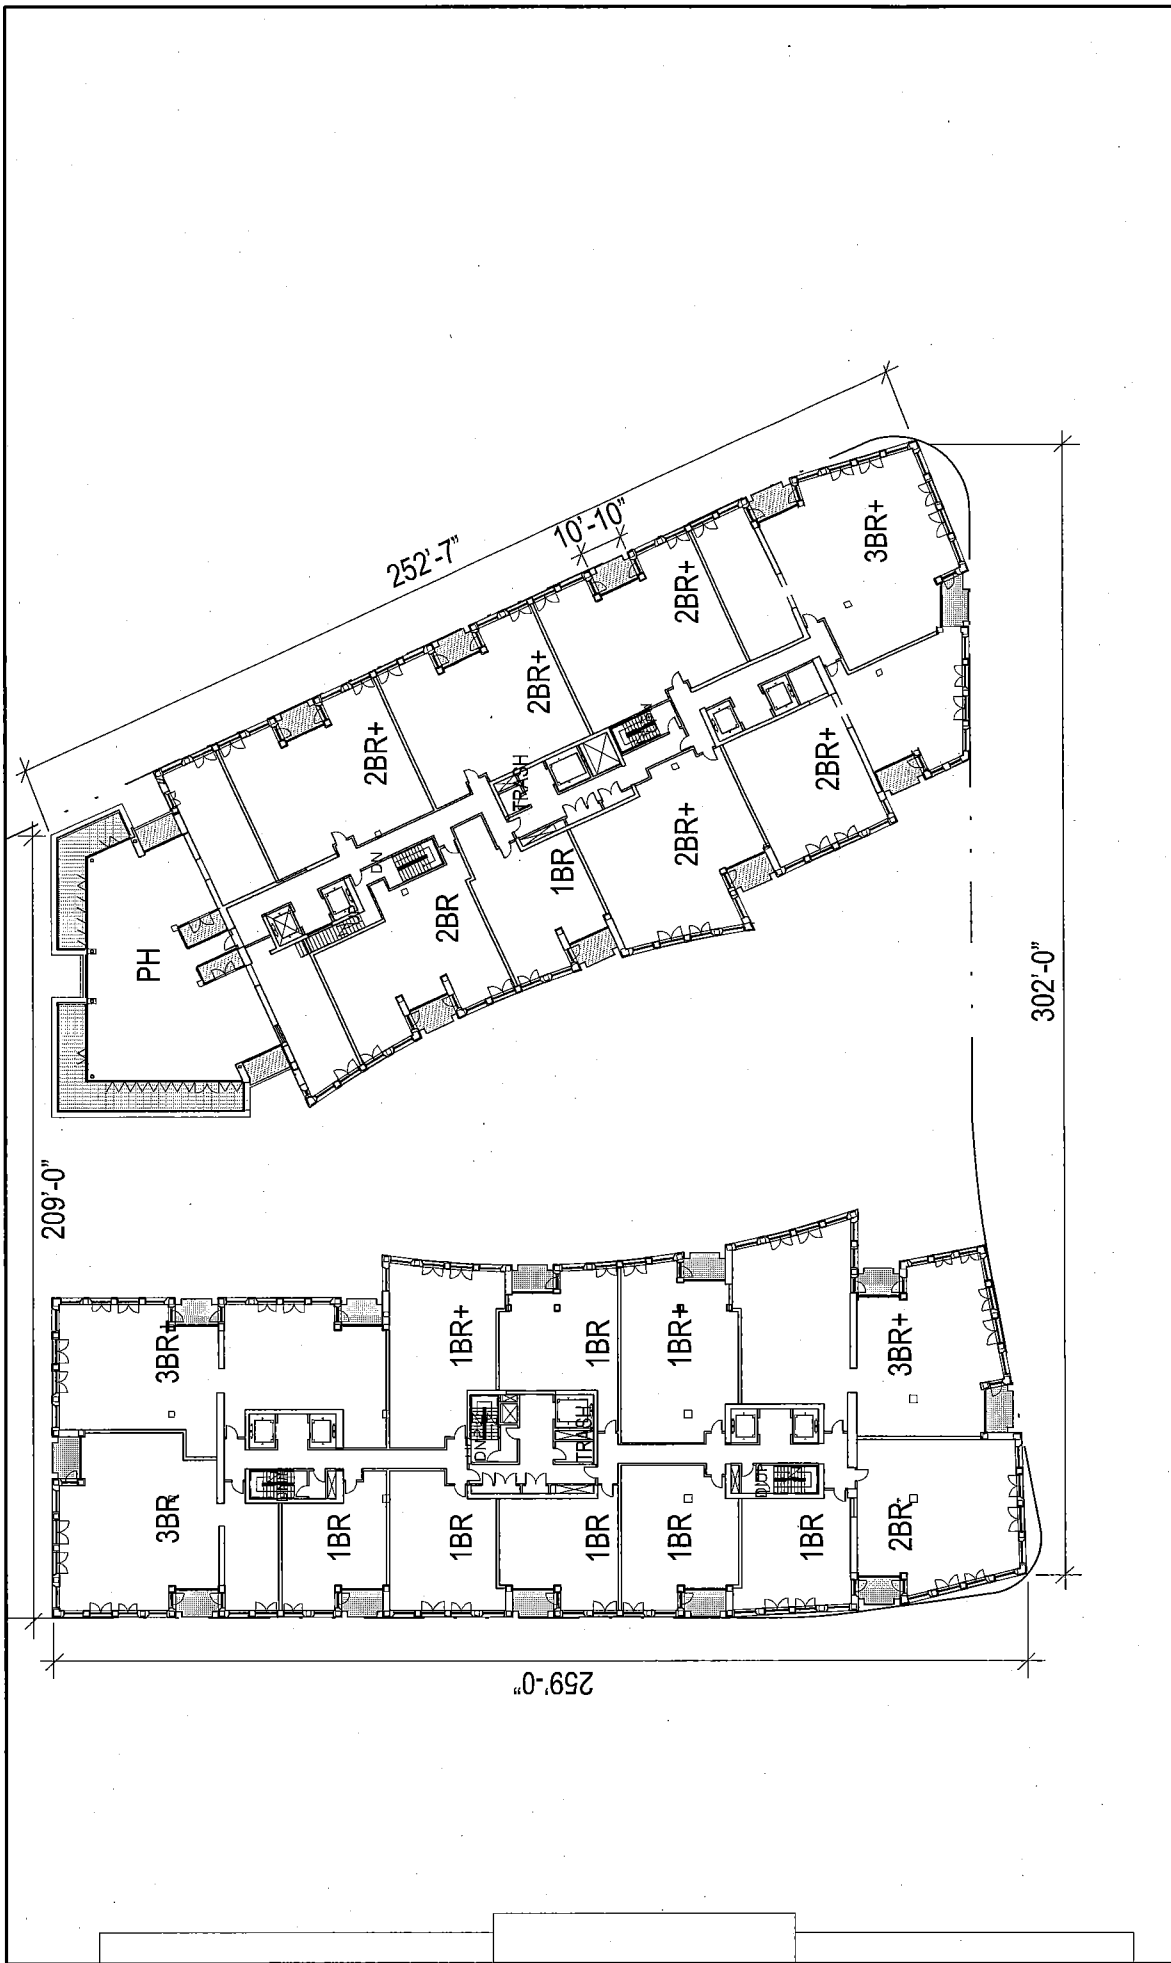 252'-7"
10'-10"
3BR+
2BR+
2BR+
2BR+
TRASH
2BR+
2BR+
DN
1BR
2BR
PH
302'-0"
209'-0"
3BR+
1BR+
1BR
1BR+
3BR+
DN
TRASH
3BR
1BR
1BR
1BR
1BR
1BR
2BR
259'-0"